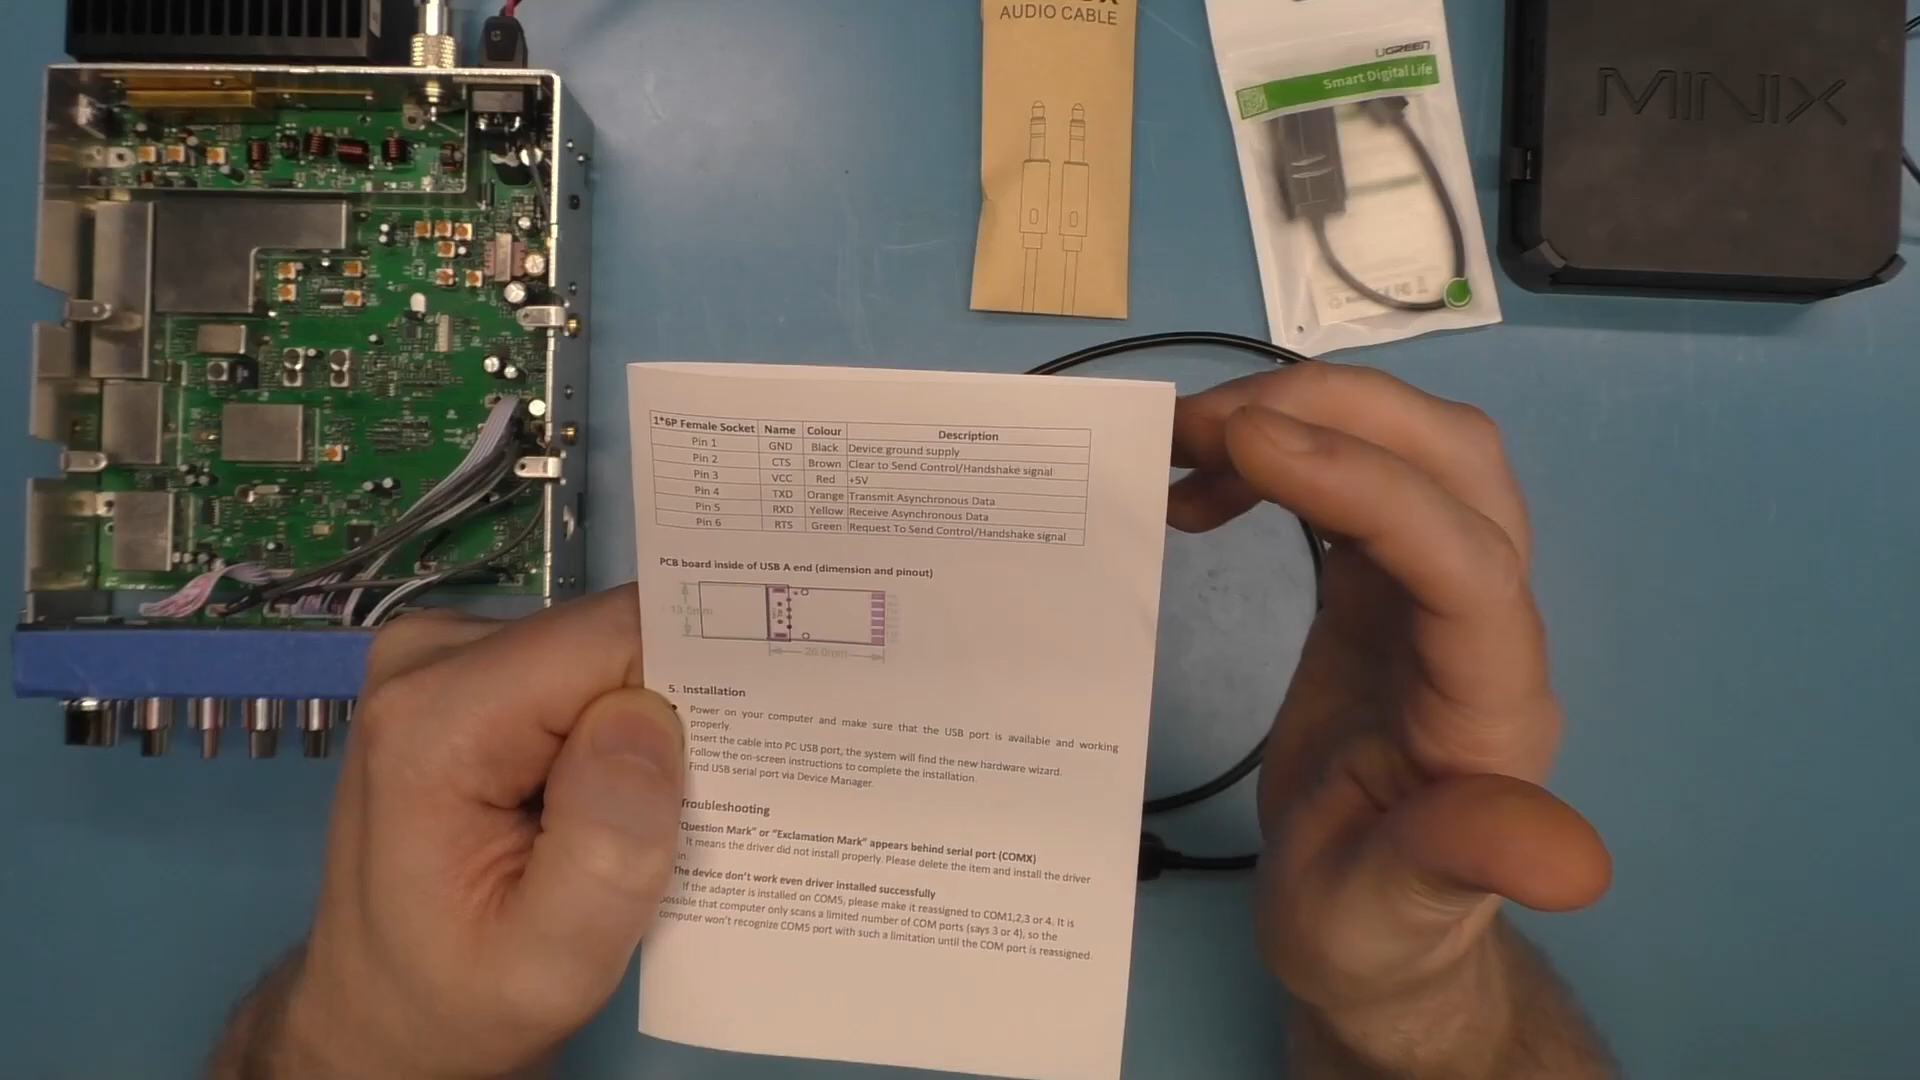 AUDIO CABLE
UGREEN
Smart Digital Life
MINIX
1*6P Female Socket Name Colour Description
Pin 1 GND Black Device ground supply
Pin 2 CTS Brown Clear to Send Control/Handshake signal
Pin 3 VCC Red +5V
Pin 4 TXD Orange Transmit Asynchronous Data
Pin 5 RXD Yellow Receive Asynchronous Data
Pin 6 RTS Green Request To Send Control/Handshake signal
PCB board inside of USB A end (dimension and pinout)
26.0mm
5. Installation
Power on your computer and make sure that the USB port is available and working
properly.
Insert the cable into PC USB port, the system will find the new hardware wizard.
Follow the on-screen instructions to complete the installation.
Find USB serial port via Device Manager.
Troubleshooting
"Question Mark" or "Exclamation Mark" appears behind serial port (COMX)
It means the driver did not install properly. Please delete the item and install the driver
in.
The device don't work even driver installed successfully
If the adapter is installed on COM5, please make it reassigned to COM1,2,3 or 4. It is
possible that computer only scans a limited number of COM ports (says 3 or 4), so the
computer won't recognize COM5 port with such a limitation until the COM port is reassigned.